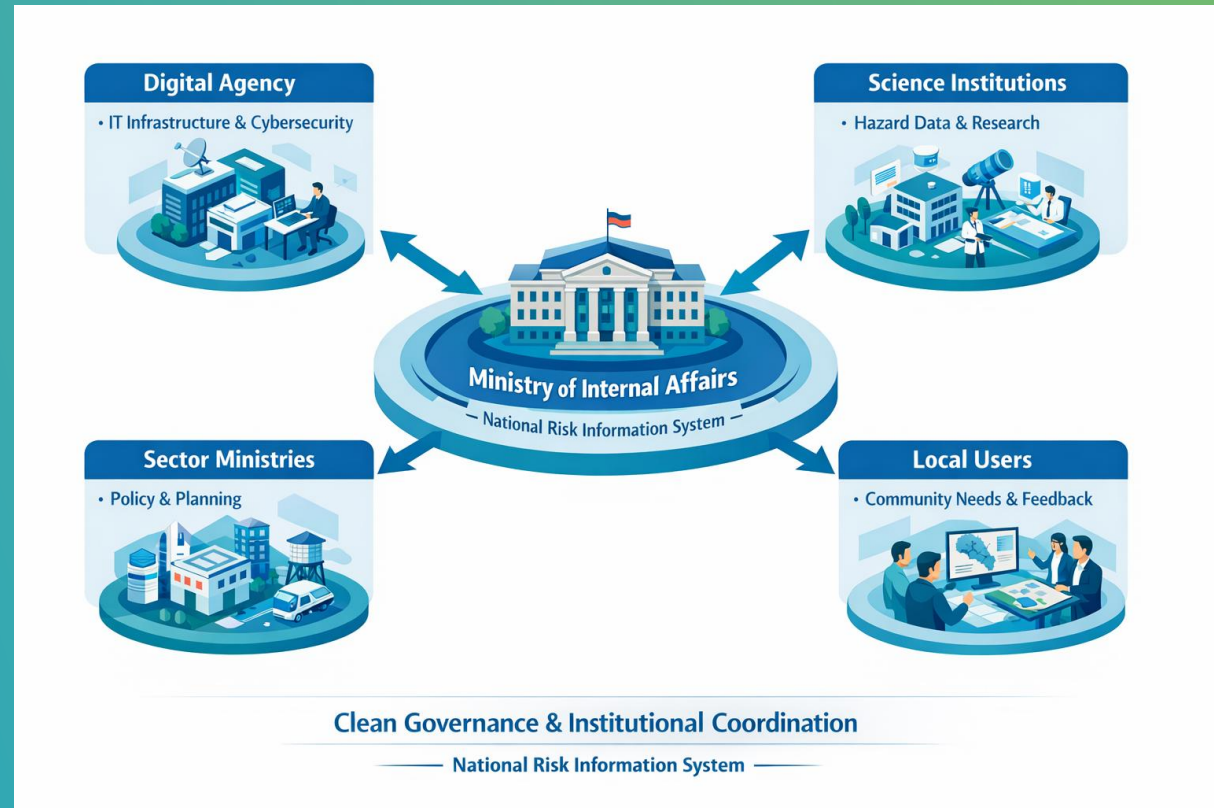 Digital Agency
• IT Infrastructure & Cybersecurity
Science Institutions
• Hazard Data & Research
Ministry of Internal Affairs
– National Risk Information System –
Sector Ministries
• Policy & Planning
Local Users
• Community Needs & Feedback
Clean Governance & Institutional Coordination
National Risk Information System